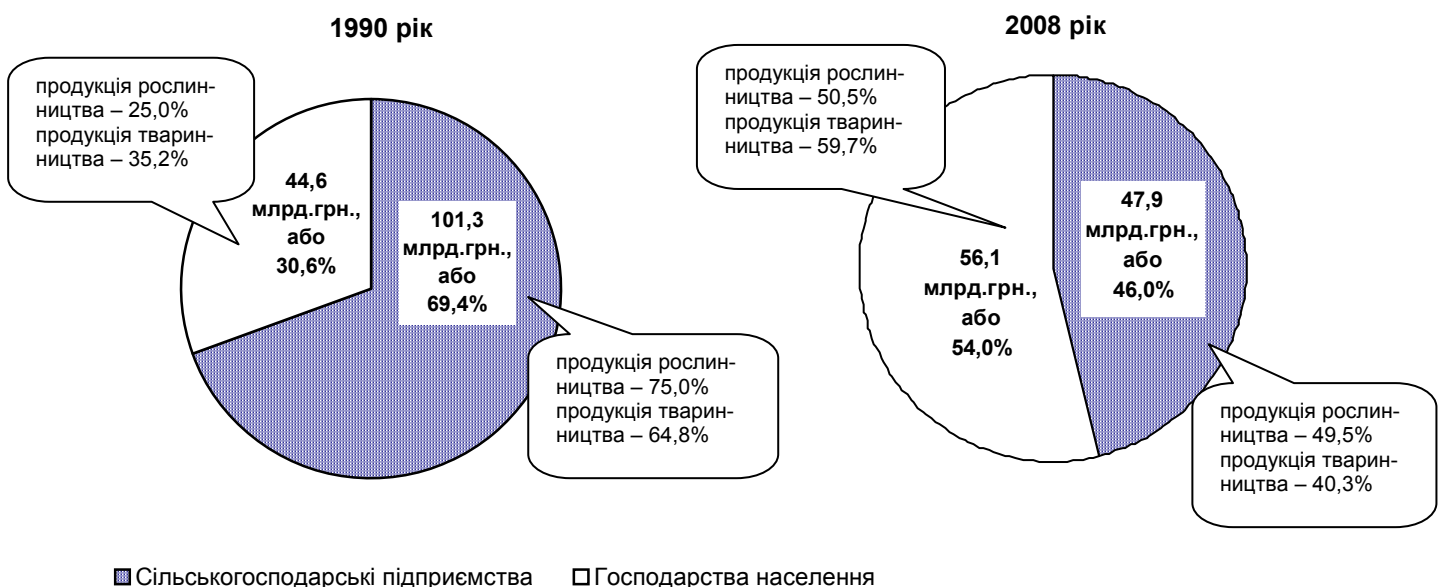 1990 рік
продукція рослин-
ництва – 25,0%
продукція тварин-
ництва – 35,2%
44,6
млрд.грн.,
або
30,6%
101,3
млрд.грн.,
або
69,4%
продукція рослин-
ництва – 75,0%
продукція тварин-
ництва – 64,8%
2008 рік
продукція рослин-
ництва – 50,5%
продукція тварин-
ництва – 59,7%
56,1
млрд.грн.,
або
54,0%
47,9
млрд.грн.,
або
46,0%
продукція рослин-
ництва – 49,5%
продукція тварин-
ництва – 40,3%
Сільськогосподарські підприємства
Господарства населення